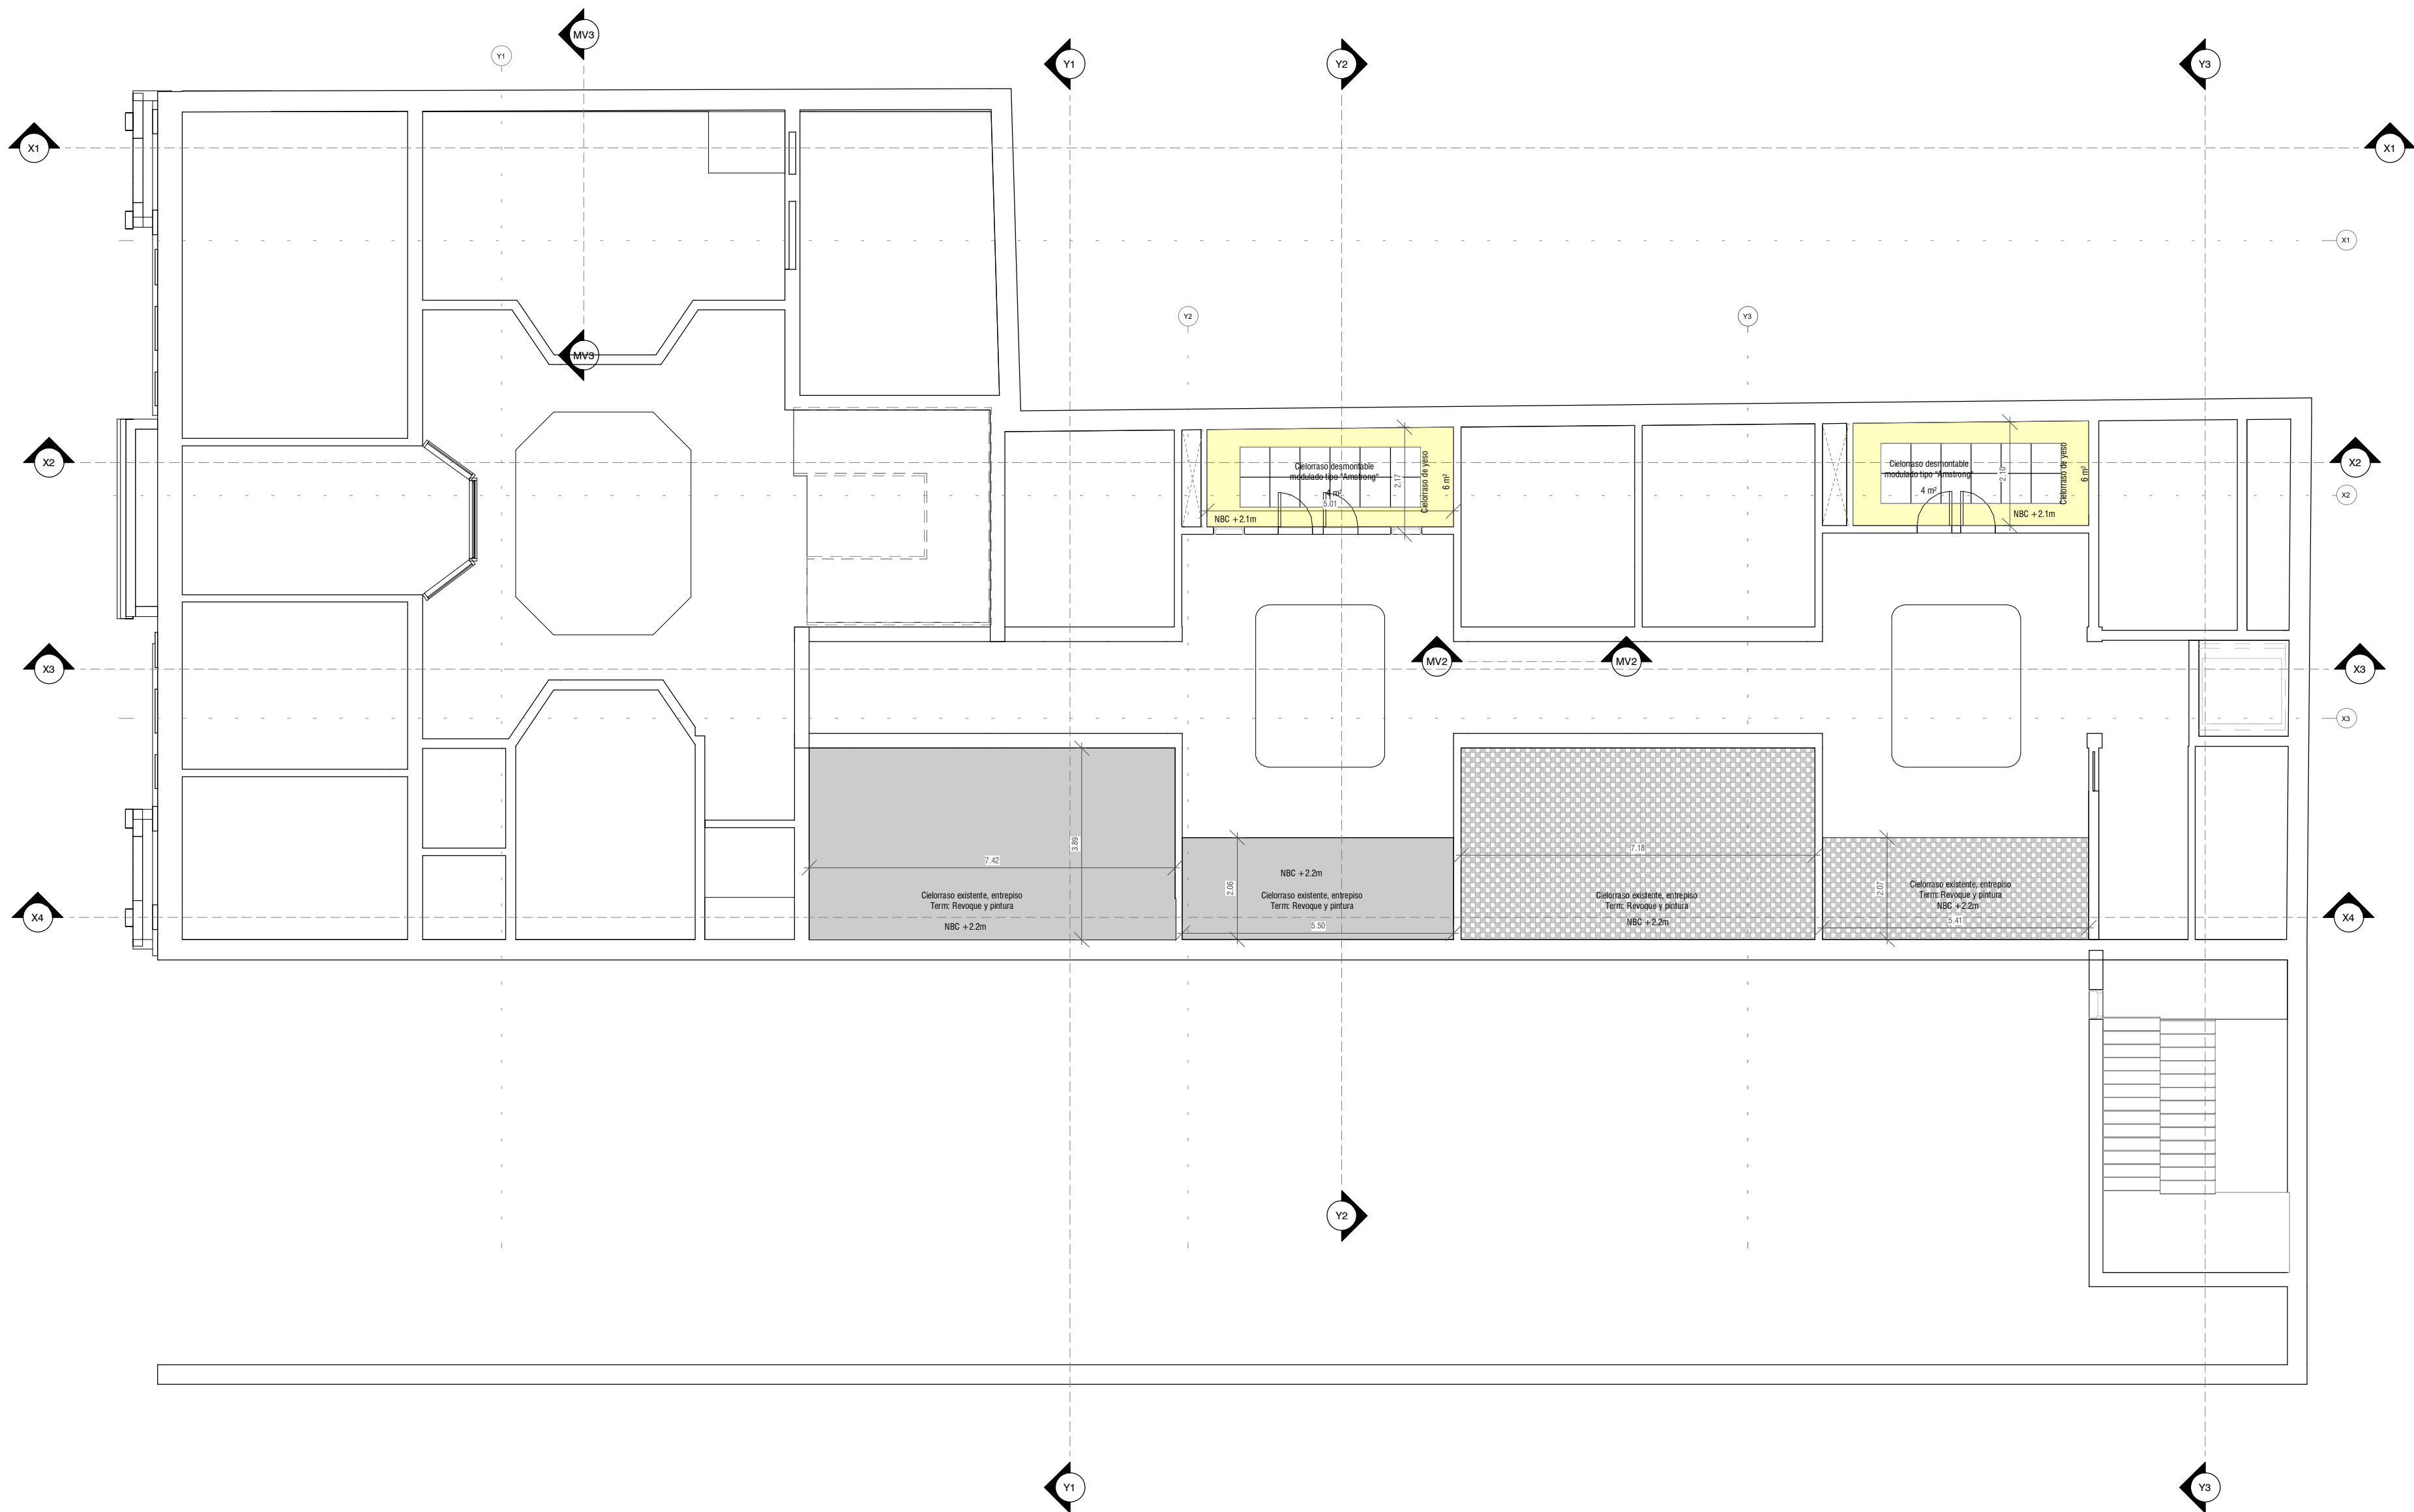 MV3
Y1
Y1
Y2
Y3
X1
X1
X1
Y2
Y3
MV3
X2
Cielorraso desmontable
modulado tipo "Amstrong"
4 m²
5.01
2.17
Cielorraso de yeso
6 m²
NBC +2.1m
Cielorraso desmontable
modulado tipo "Amstrong"
4 m²
2.10
Cielorraso de yeso
6 m²
NBC +2.1m
X2
X2
X3
MV2
MV2
X3
X3
7.42
3.89
Cielorraso existente, entrepiso
Term: Revoque y pintura
NBC +2.2m
2.06
NBC +2.2m
Cielorraso existente, entrepiso
Term: Revoque y pintura
5.50
7.18
Cielorraso existente, entrepiso
Term: Revoque y pintura
NBC +2.2m
2.07
Cielorraso existente, entrepiso
Term: Revoque y pintura
NBC +2.2m
5.41
X4
X4
Y2
Y1
Y3